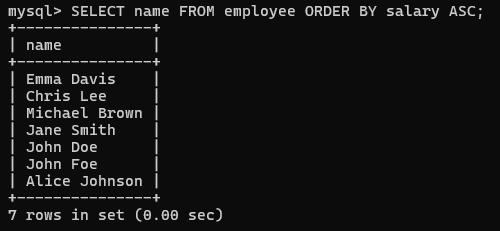 mysql> SELECT name FROM employee ORDER BY salary ASC;
+---------------+
| name          |
+---------------+
| Emma Davis    |
| Chris Lee     |
| Michael Brown |
| Jane Smith    |
| John Doe      |
| John Foe      |
| Alice Johnson |
+---------------+
7 rows in set (0.00 sec)